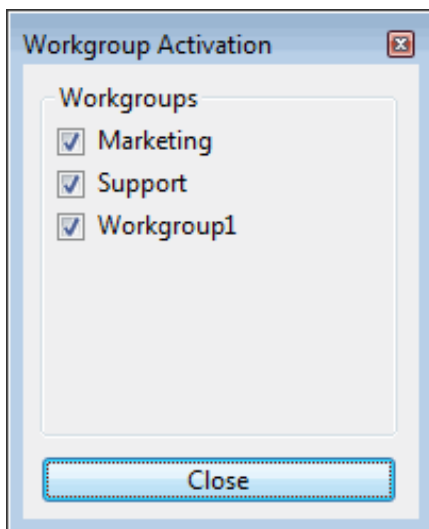 Workgroup Activation
Workgroups
Marketing
Support
Workgroup1
Close